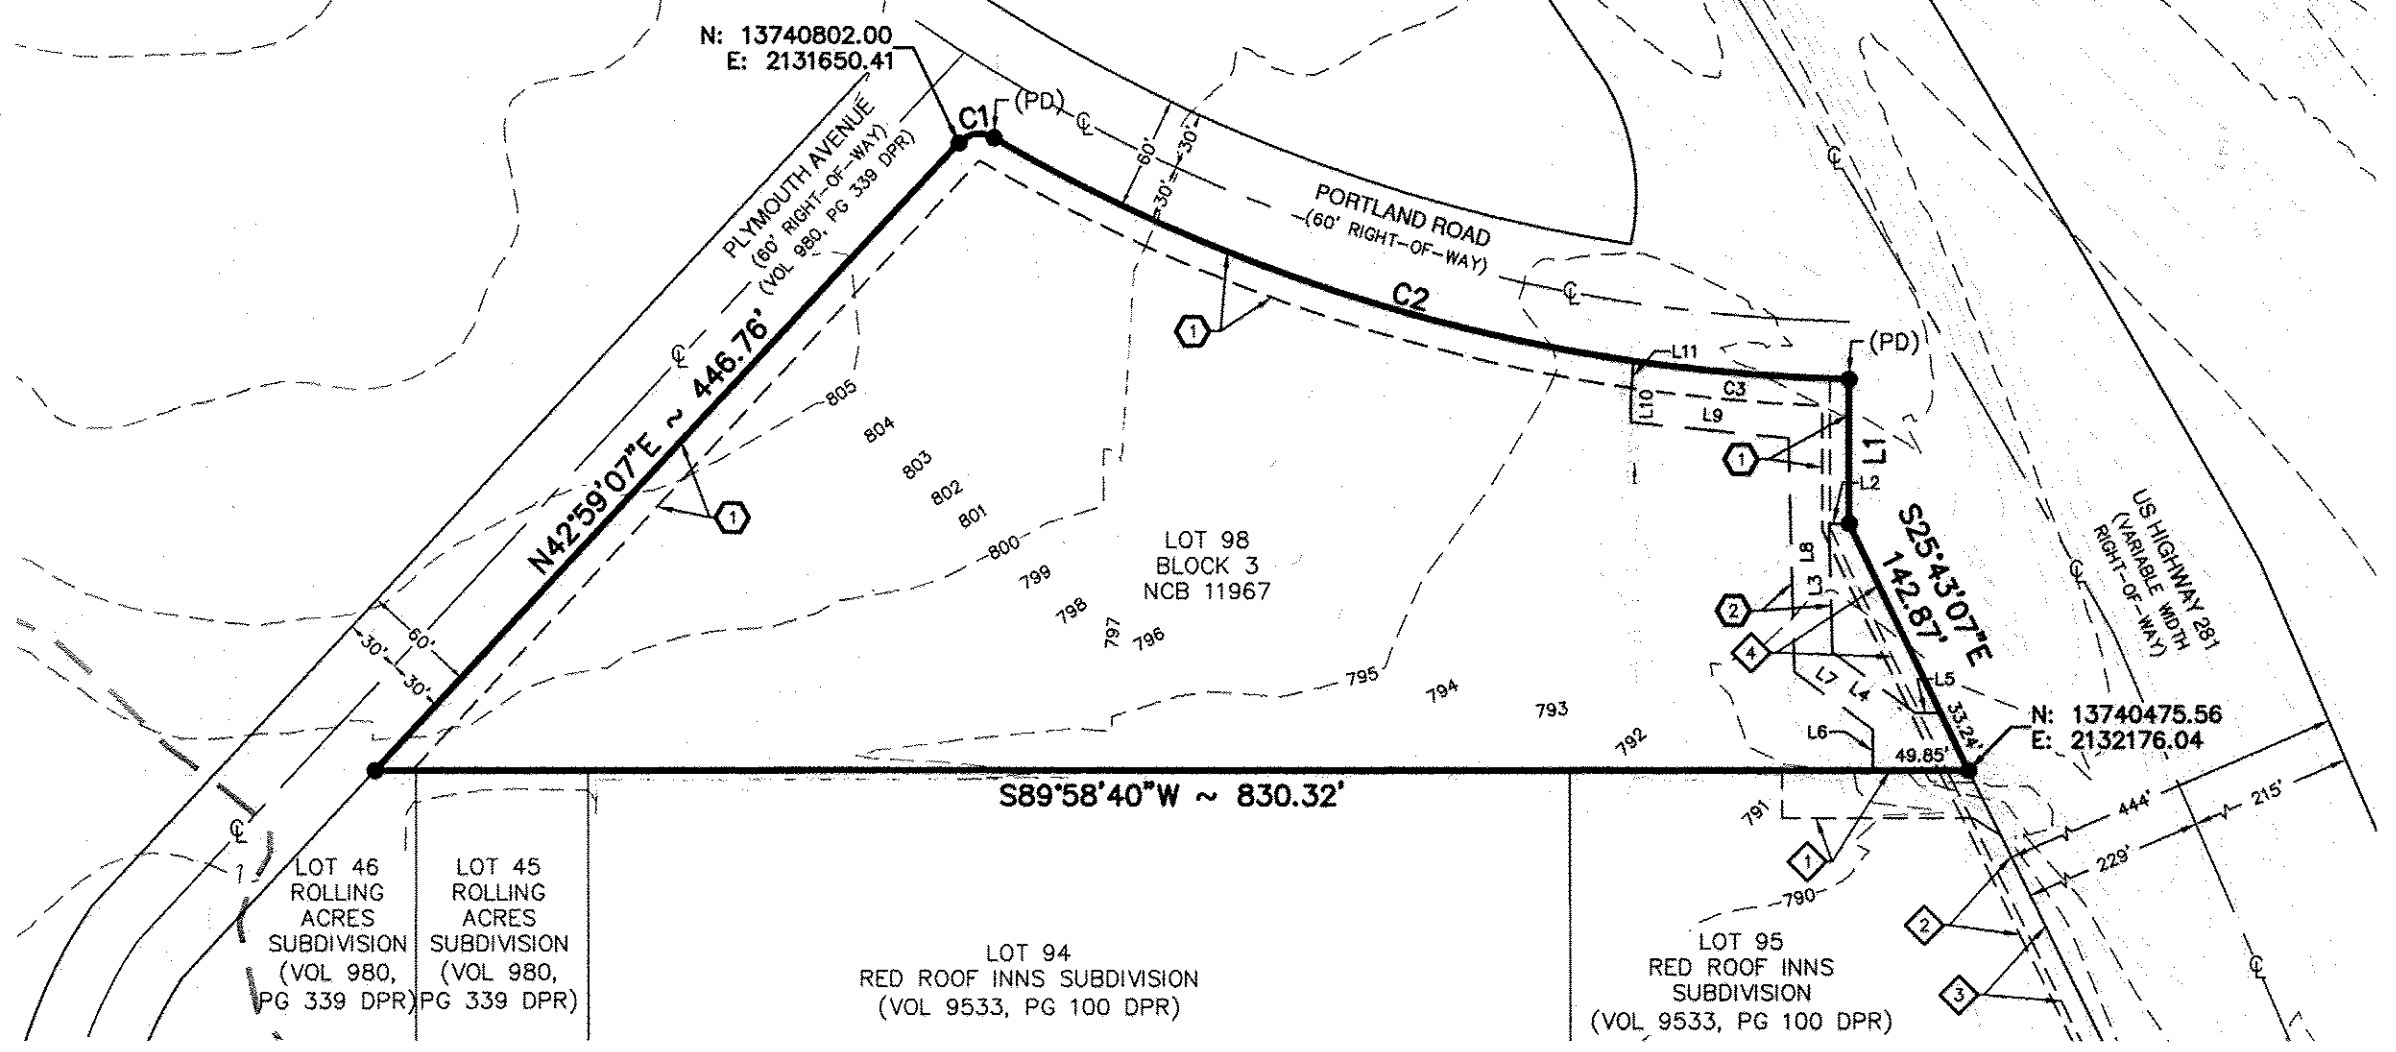 N: 13740802.00
E: 2131650.41
C1
(PD)
℄
60'
30'
30'
PLYMOUTH AVENUE
(60' RIGHT-OF-WAY)
(VOL 980, PG 339 DPR)
PORTLAND ROAD
(60' RIGHT-OF-WAY)
℄
C2
℄
℄
(PD)
L11
C3
L10
L9
L1
L2
1
1
1
N42°59'07"E ~ 446.76'
℄
805
804
803
802
801
800
799
798
797
796
795
794
793
792
791
790
LOT 98
BLOCK 3
NCB 11967
L8
L3
2
4
S25°43'07"E
142.87'
US HIGHWAY 281
(VARIABLE WIDTH
RIGHT-OF-WAY)
℄
L7
L4
L5
L6
33.24'
49.85'
N: 13740475.56
E: 2132176.04
60'
30'
30'
S89°58'40"W ~ 830.32'
444'
215'
229'
℄
℄
1
2
3
LOT 46
ROLLING
ACRES
SUBDIVISION
(VOL 980,
PG 339 DPR)
LOT 45
ROLLING
ACRES
SUBDIVISION
(VOL 980,
PG 339 DPR)
LOT 94
RED ROOF INNS SUBDIVISION
(VOL 9533, PG 100 DPR)
LOT 95
RED ROOF INNS
SUBDIVISION
(VOL 9533, PG 100 DPR)